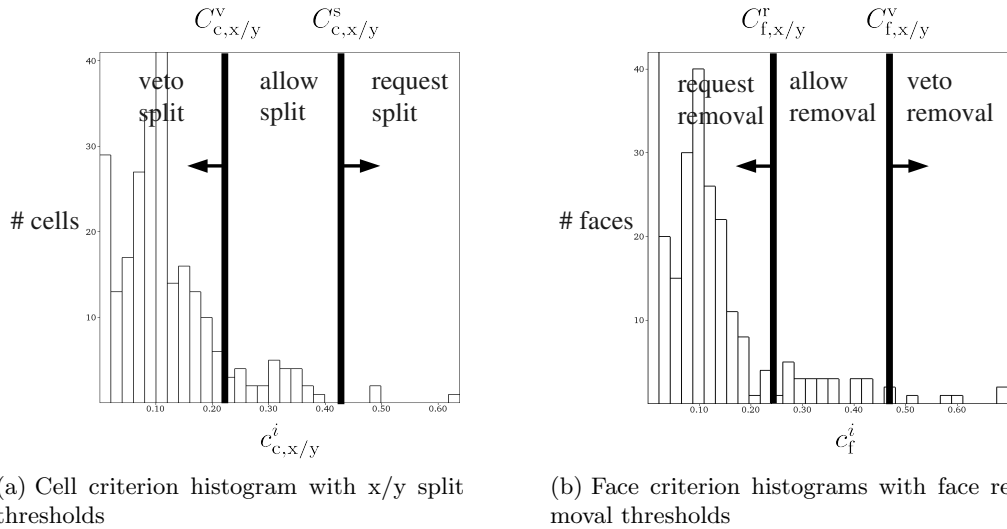 C^v_{c,x/y} C^s_{c,x/y}
40
30
20
10
veto split
allow split
request split
# cells
0.10 0.20 0.30 0.40 0.50 0.60
c^i_{c,x/y}
(a) Cell criterion histogram with x/y split
thresholds
C^r_{f,x/y} C^v_{f,x/y}
40
30
20
10
request removal
allow removal
veto removal
# faces
0.10 0.20 0.30 0.40 0.50 0.60
c^i_f
(b) Face criterion histograms with face re
moval thresholds